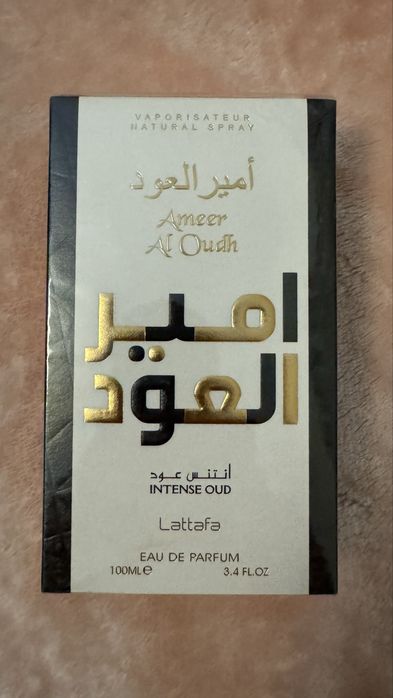 VAPORISATEUR
NATURAL SPRAY
أمير العود
Ameer
Al Oudh
امير
العود
أنتنس عود
INTENSE OUD
Lattafa
EAU DE PARFUM
100ML℮ 3.4 FL.OZ